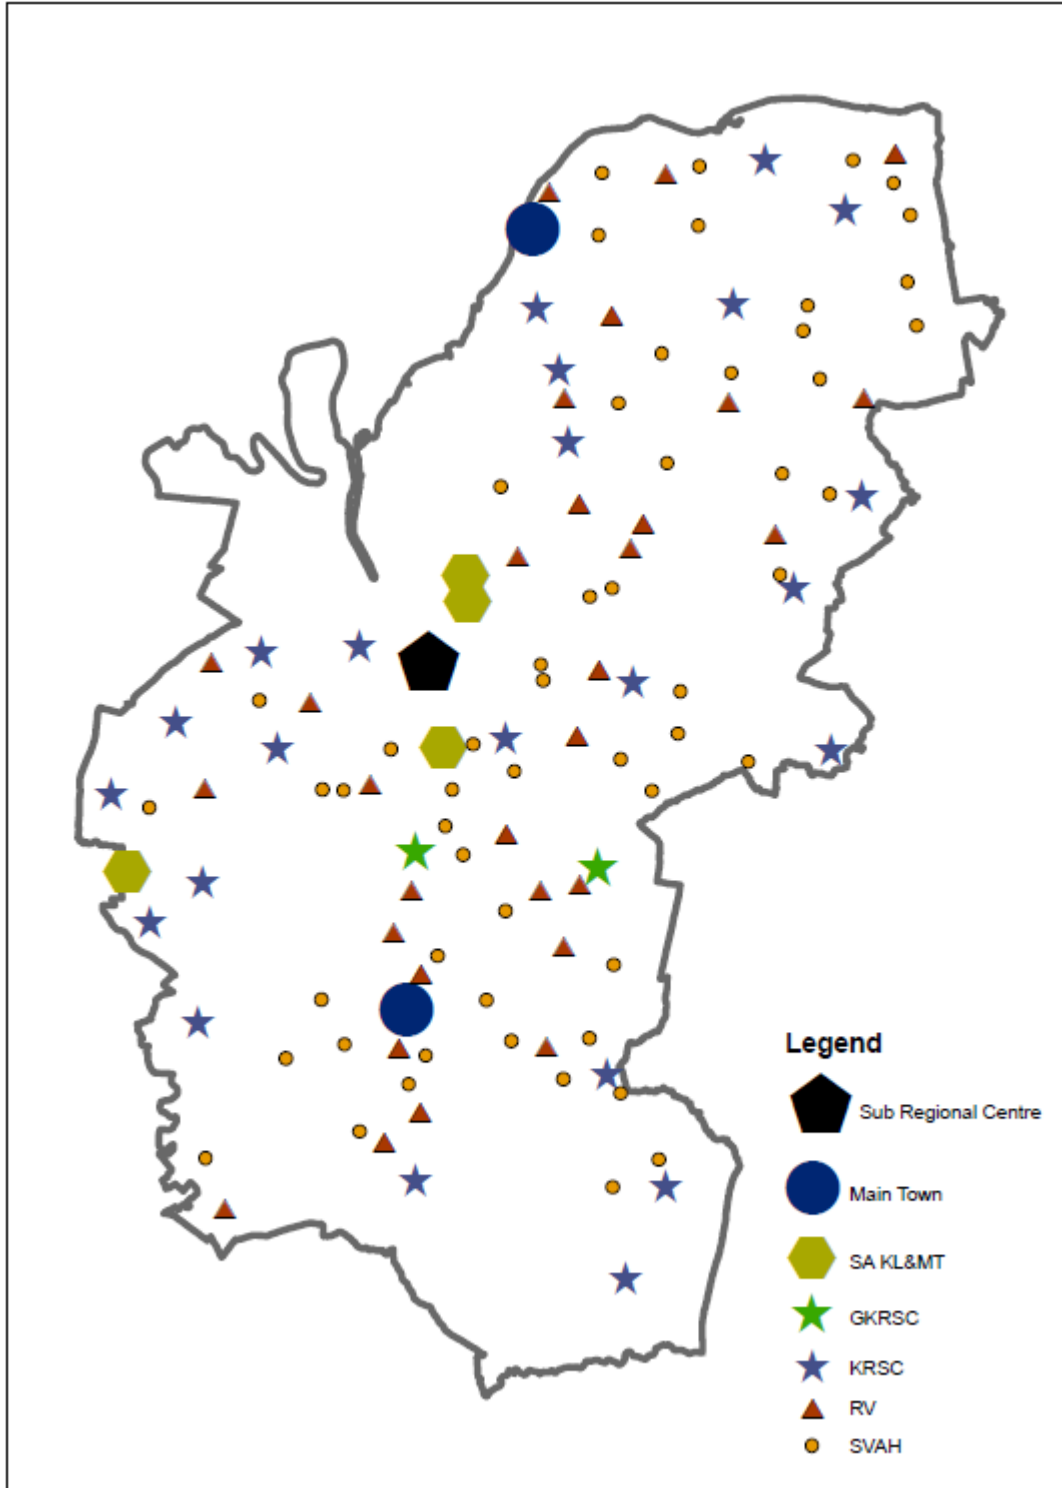 Legend
Sub Regional Centre
Main Town
SA KL&MT
GKRSC
KRSC
RV
SVAH